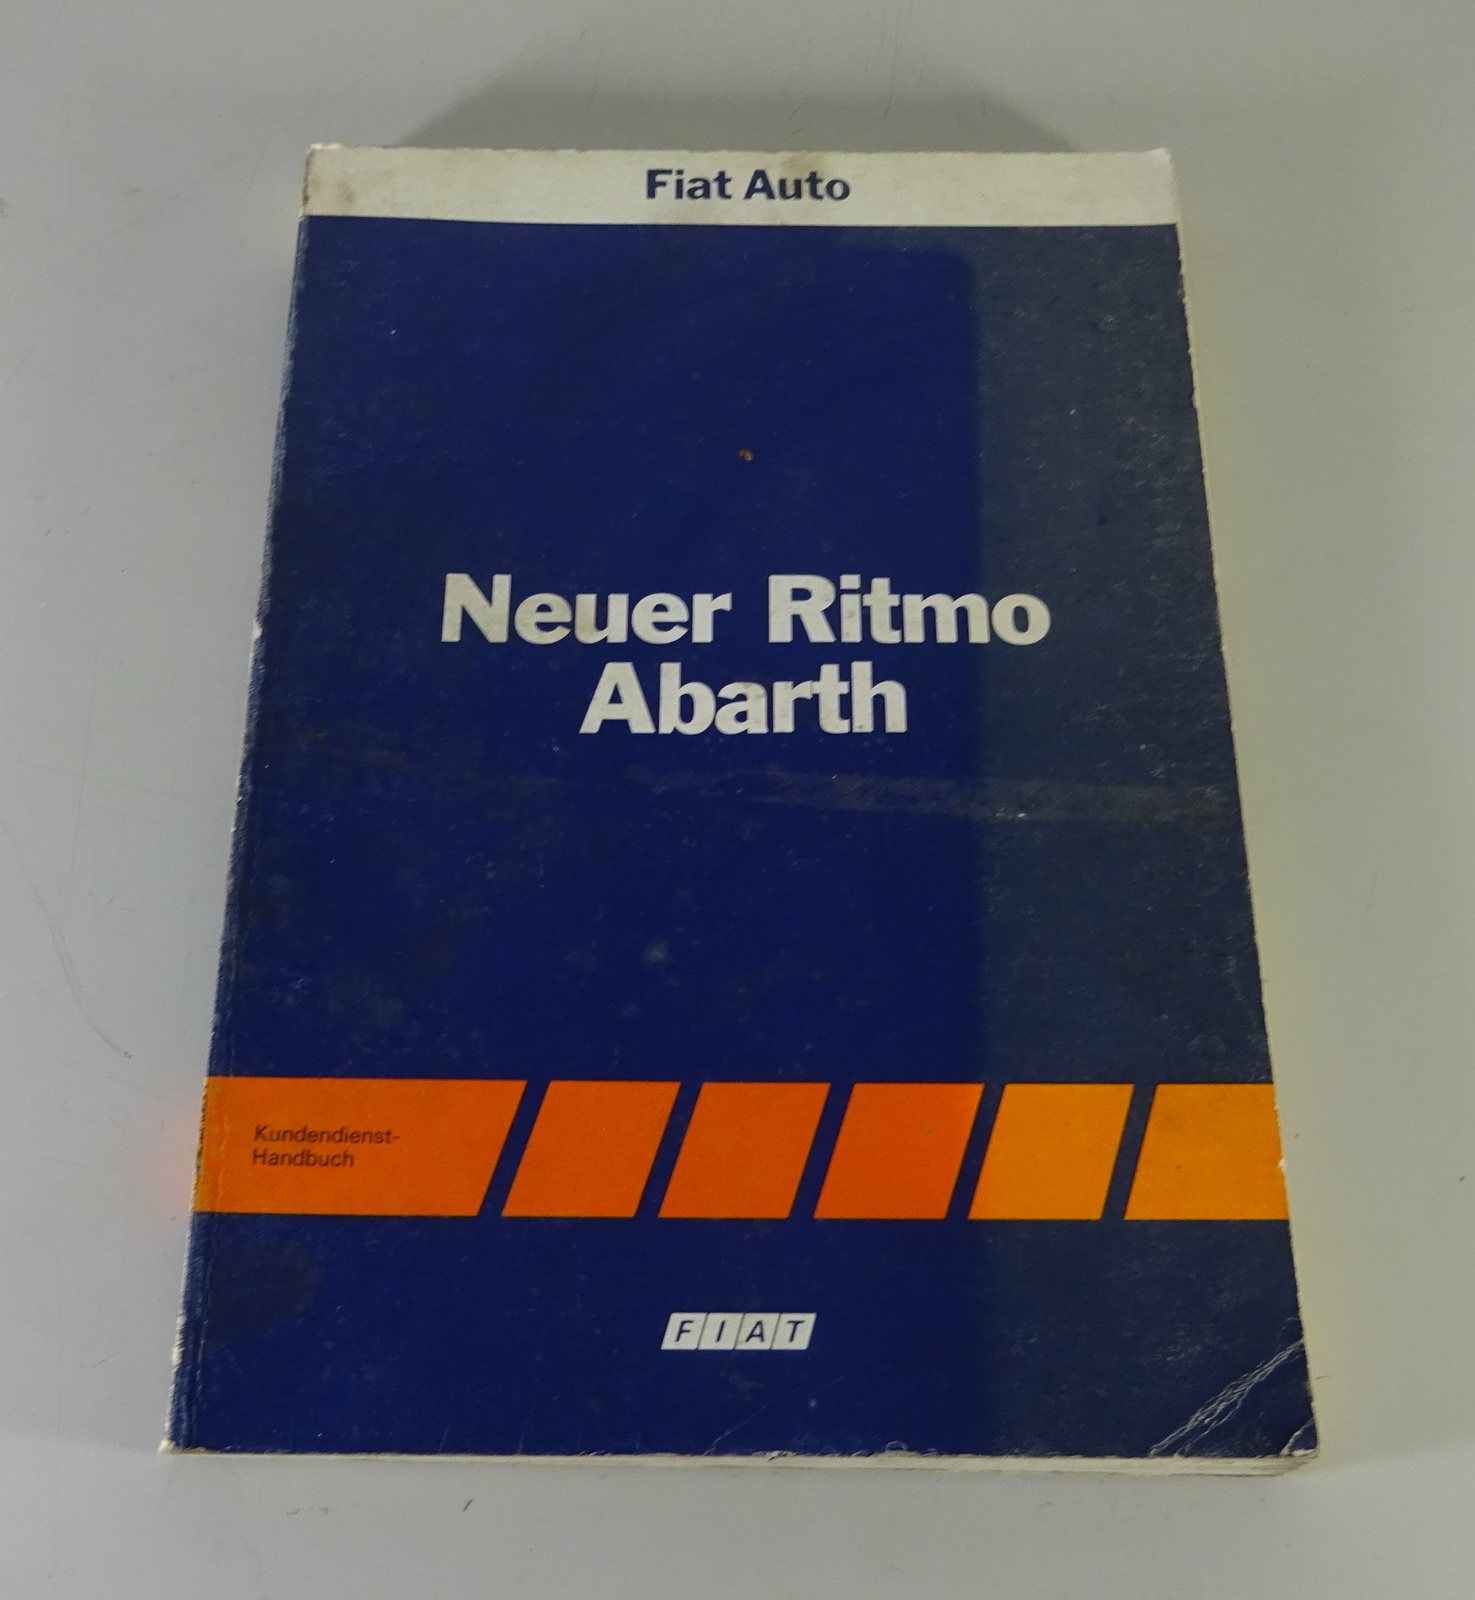 Fiat Auto
Neuer Ritmo
Abarth
Kundendienst-
Handbuch
FIAT